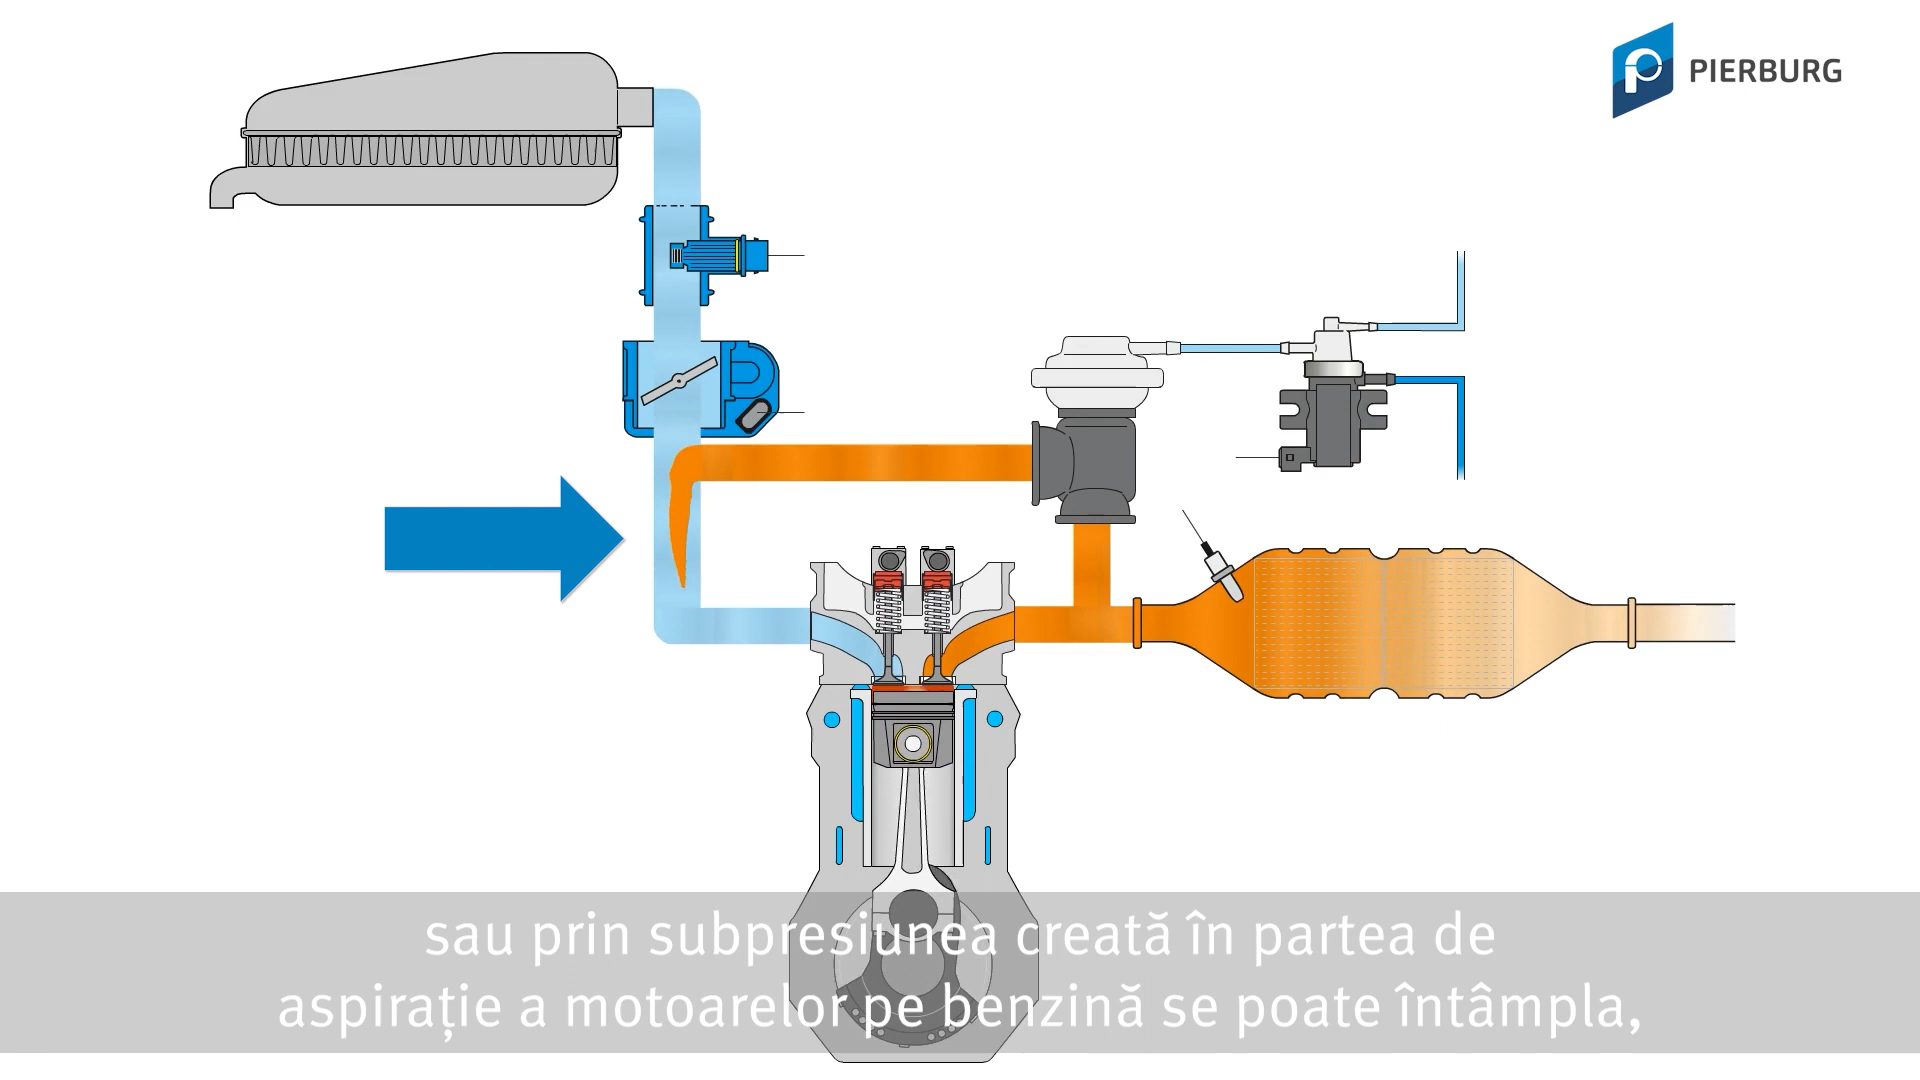 PIERBURG
sau prin subpresiunea creată în partea de
aspirație a motoarelor pe benzină se poate întâmpla,